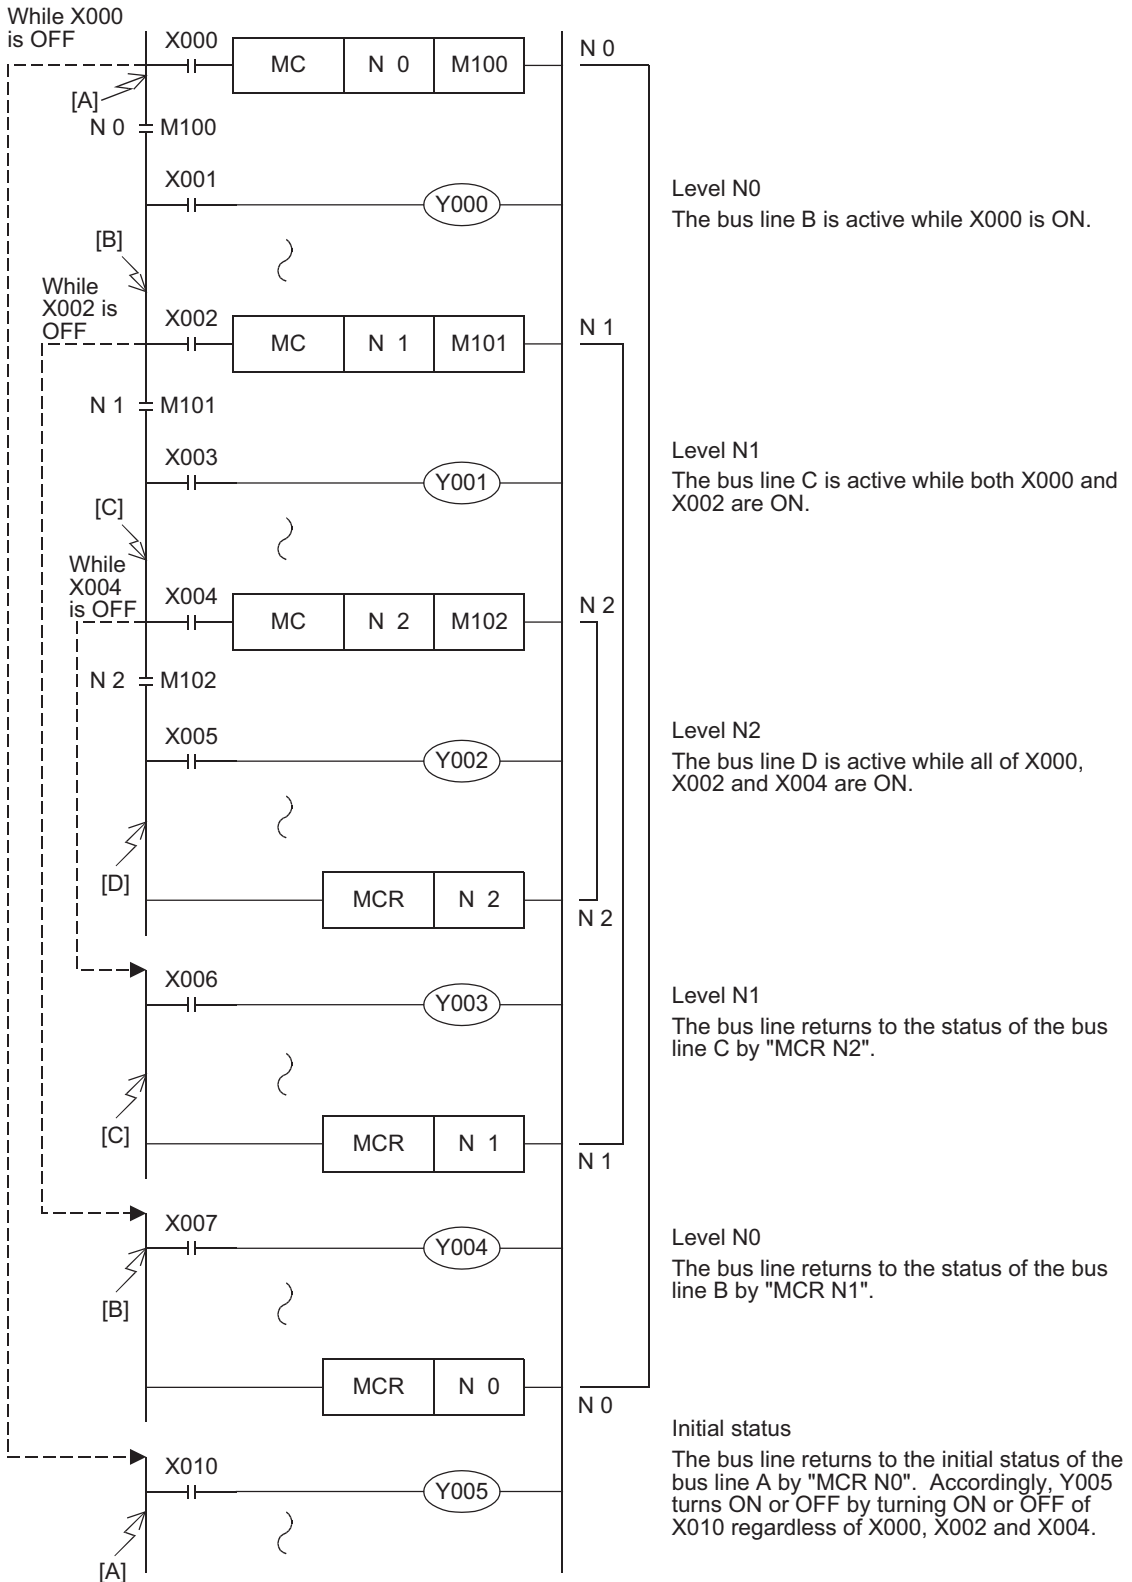 While X000
is OFF
X000
MC N 0 M100
N 0
[A]
N 0 M100
X001
Y000
Level N0
The bus line B is active while X000 is ON.
[B]
While
X002 is
OFF
X002
MC N 1 M101
N 1
N 1 M101
X003
Y001
Level N1
The bus line C is active while both X000 and
X002 are ON.
[C]
While
X004
is OFF
X004
MC N 2 M102
N 2
N 2 M102
X005
Y002
Level N2
The bus line D is active while all of X000,
X002 and X004 are ON.
[D]
MCR N 2
N 2
X006
Y003
Level N1
The bus line returns to the status of the bus
line C by "MCR N2".
[C]
MCR N 1
N 1
X007
Y004
Level N0
The bus line returns to the status of the bus
line B by "MCR N1".
[B]
MCR N 0
N 0
Initial status
The bus line returns to the initial status of the
bus line A by "MCR N0". Accordingly, Y005
turns ON or OFF by turning ON or OFF of
X010 regardless of X000, X002 and X004.
X010
Y005
[A]